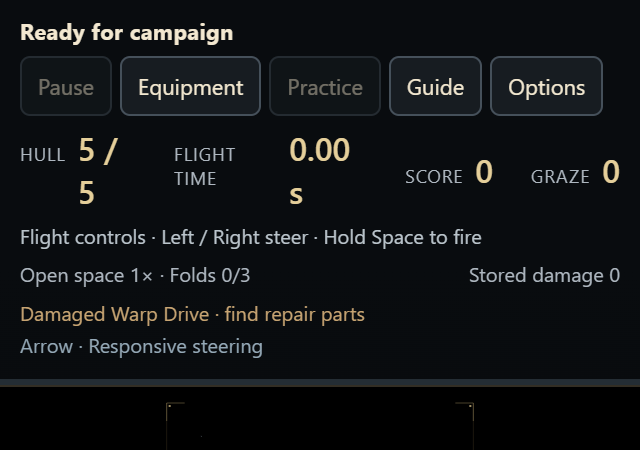 Ready for campaign
Pause Equipment Practice Guide Options
HULL 5 / 5 FLIGHT TIME 0.00 s SCORE 0 GRAZE 0
Flight controls · Left / Right steer · Hold Space to fire
Open space 1× · Folds 0/3 Stored damage 0
Damaged Warp Drive · find repair parts
Arrow · Responsive steering